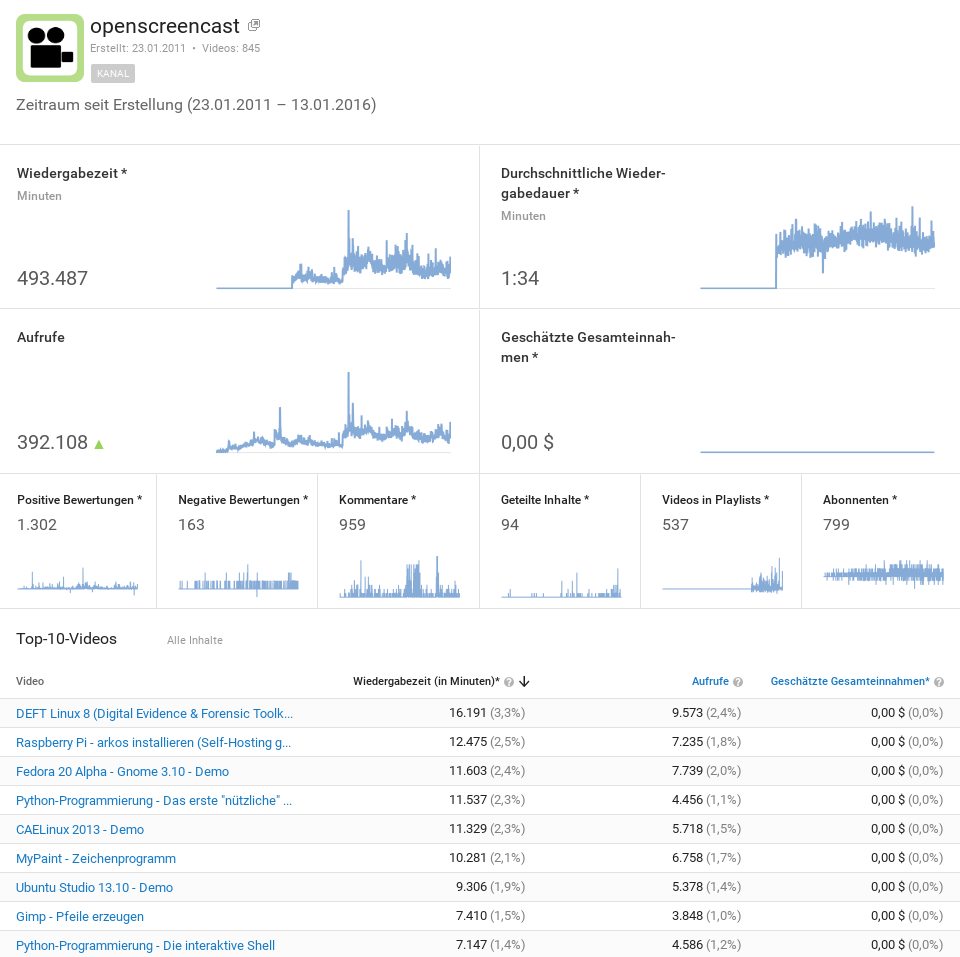 openscreencast
Erstellt: 23.01.2011 • Videos: 845
KANAL
Zeitraum seit Erstellung (23.01.2011 – 13.01.2016)
Wiedergabezeit *
Minuten
493.487
Durchschnittliche Wieder-
gabedauer *
Minuten
1:34
Aufrufe
392.108 ▲
Geschätzte Gesamteinnah-
men *
0,00 $
Positive Bewertungen *
1.302
Negative Bewertungen *
163
Kommentare *
959
Geteilte Inhalte *
94
Videos in Playlists *
537
Abonnenten *
799
Top-10-Videos Alle Inhalte
Video Wiedergabezeit (in Minuten)* ? ↓ Aufrufe ? Geschätzte Gesamteinnahmen* ?
DEFT Linux 8 (Digital Evidence & Forensic Toolk... 16.191 (3,3%) 9.573 (2,4%) 0,00 $ (0,0%)
Raspberry Pi - arkos installieren (Self-Hosting g... 12.475 (2,5%) 7.235 (1,8%) 0,00 $ (0,0%)
Fedora 20 Alpha - Gnome 3.10 - Demo 11.603 (2,4%) 7.739 (2,0%) 0,00 $ (0,0%)
Python-Programmierung - Das erste "nützliche" ... 11.537 (2,3%) 4.456 (1,1%) 0,00 $ (0,0%)
CAELinux 2013 - Demo 11.329 (2,3%) 5.718 (1,5%) 0,00 $ (0,0%)
MyPaint - Zeichenprogramm 10.281 (2,1%) 6.758 (1,7%) 0,00 $ (0,0%)
Ubuntu Studio 13.10 - Demo 9.306 (1,9%) 5.378 (1,4%) 0,00 $ (0,0%)
Gimp - Pfeile erzeugen 7.410 (1,5%) 3.848 (1,0%) 0,00 $ (0,0%)
Python-Programmierung - Die interaktive Shell 7.147 (1,4%) 4.586 (1,2%) 0,00 $ (0,0%)